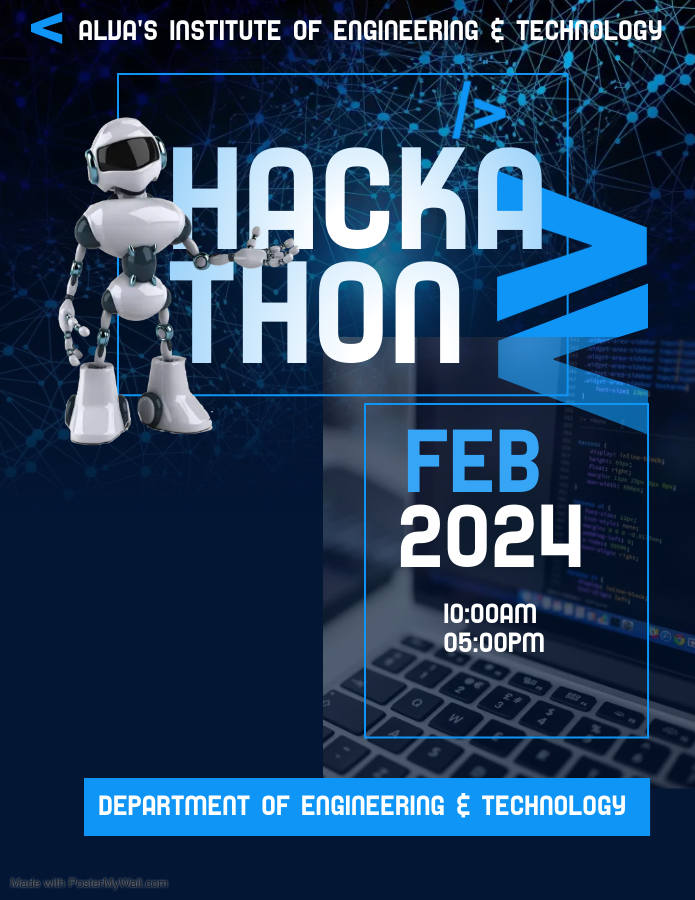 < ALVA'S INSTITUTE OF ENGINEERING & TECHNOLOGY
/>
HACKA
THON
FEB
2024
10:00AM
05:00PM
DEPARTMENT OF ENGINEERING & TECHNOLOGY
Made with PosterMyWall.com